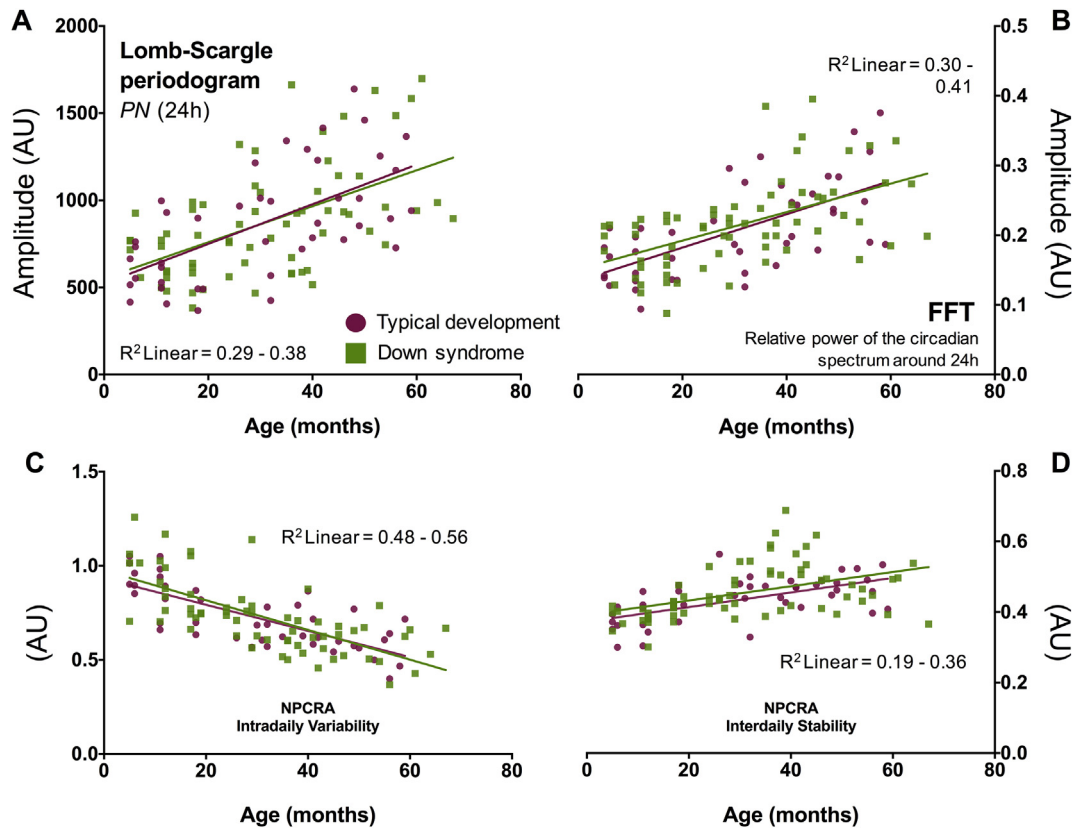 A
Lomb-Scargle
periodogram
PN (24h)
2000
1500
1000
500
0
Amplitude (AU)
Typical development
Down syndrome
R² Linear = 0.29 - 0.38
0 20 40 60 80
Age (months)
B
R² Linear = 0.30 -
0.41
0.5
0.4
0.3
0.2
0.1
0.0
Amplitude (AU)
FFT
Relative power of the circadian
spectrum around 24h
0 20 40 60 80
Age (months)
C
1.5
1.0
0.5
0.0
(AU)
R² Linear = 0.48 - 0.56
NPCRA
Intradaily Variability
0 20 40 60 80
Age (months)
D
0.8
0.6
0.4
0.2
0.0
(AU)
R² Linear = 0.19 - 0.36
NPCRA
Interdaily Stability
0 20 40 60 80
Age (months)